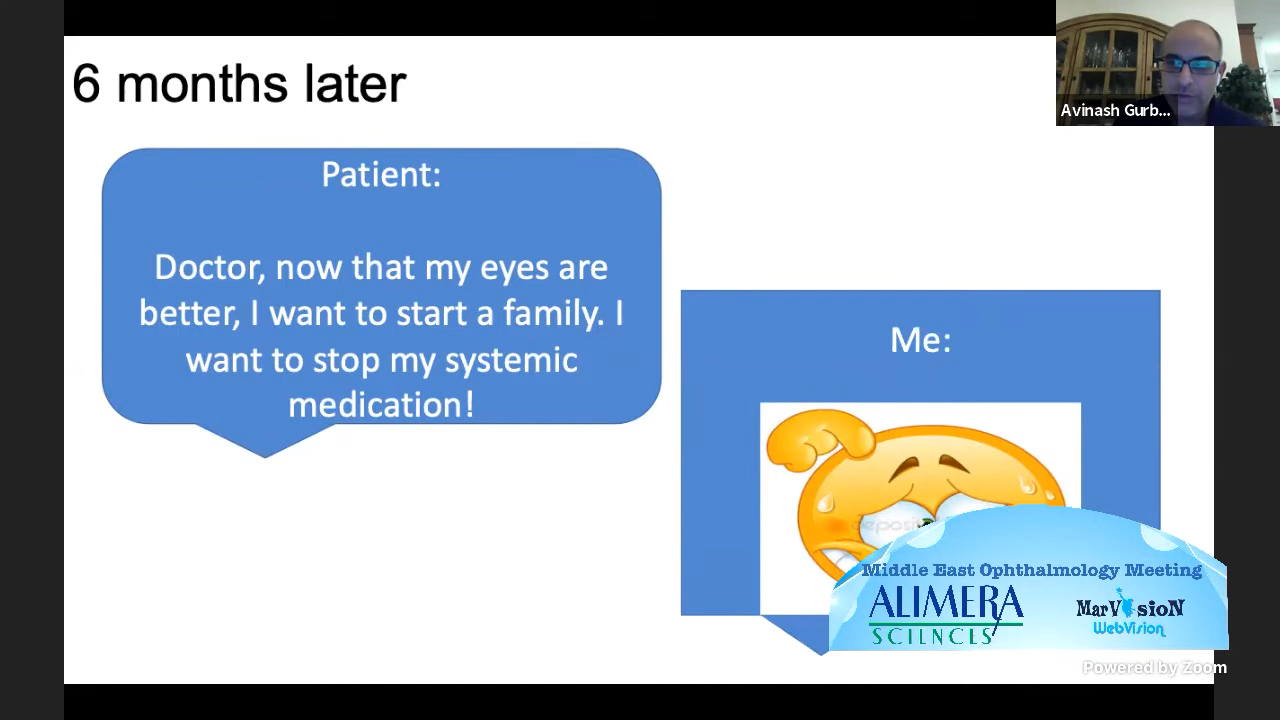 6 months later
Avinash Gurb...
Patient:
Doctor, now that my eyes are
better, I want to start a family. I
want to stop my systemic
medication!
Me:
deposit
Middle East Ophthalmology Meeting
ALIMERA
SCIENCES
MarVision
WebVision
Powered by Zoom